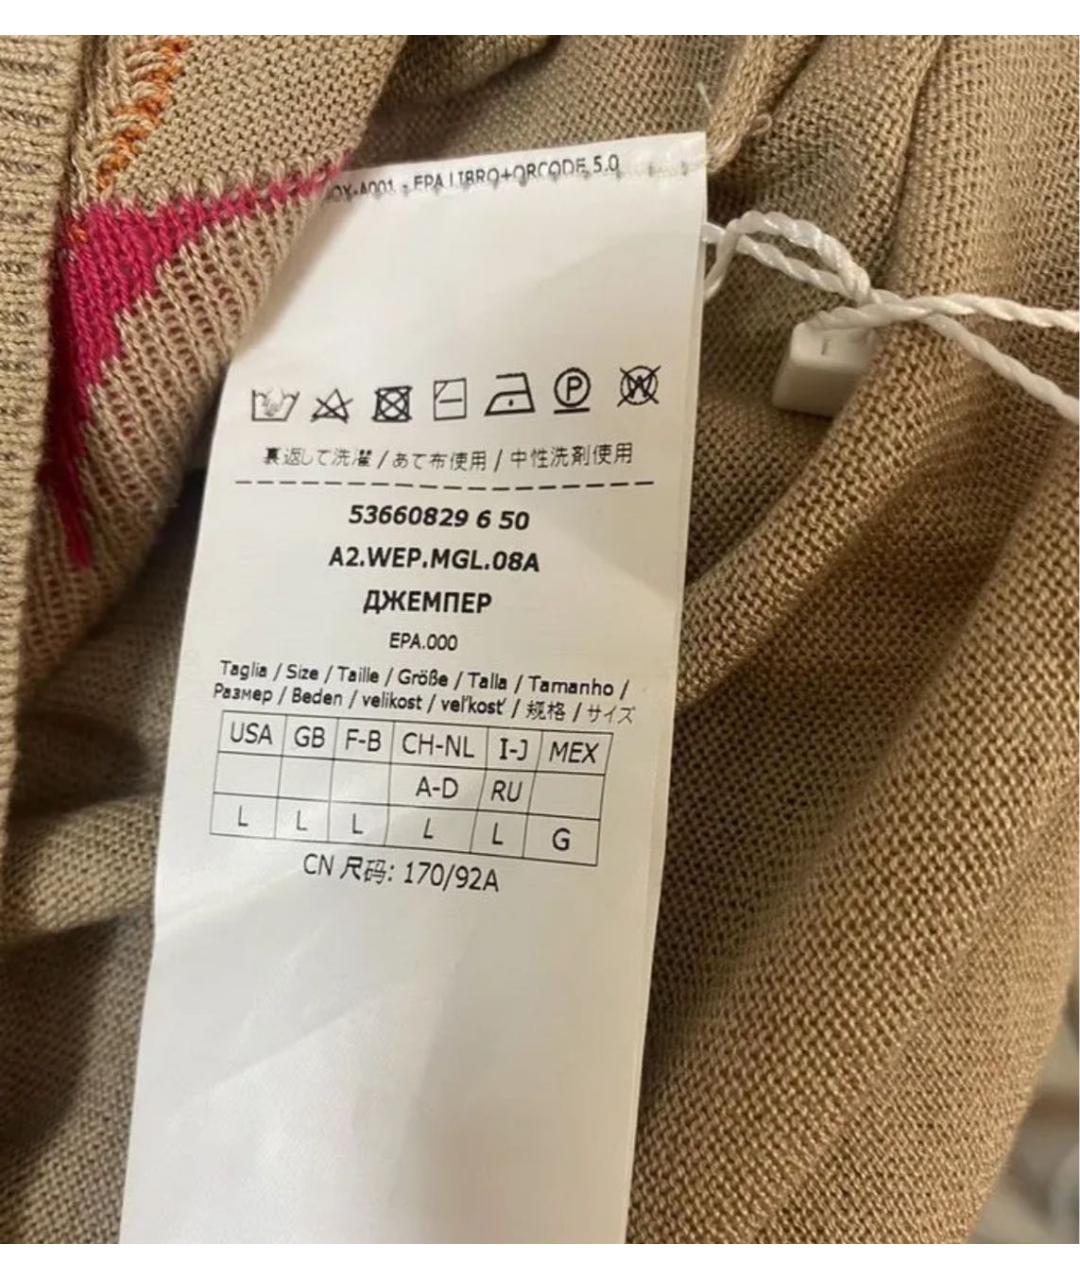 OX-A001 - EPA LIBRO+QRCODE 5.0
P W
裏返して洗濯 / あて布使用 / 中性洗剤使用
53660829 6 50
A2.WEP.MGL.08A
ДЖЕМПЕР
EPA.000
Taglia / Size / Taille / Größe / Talla / Tamanho /
Размер / Beden / velikost / veľkosť / 规格 / サイズ
USA GB F-B CH-NL I-J MEX
A-D RU
L L L L L G
CN 尺码: 170/92A